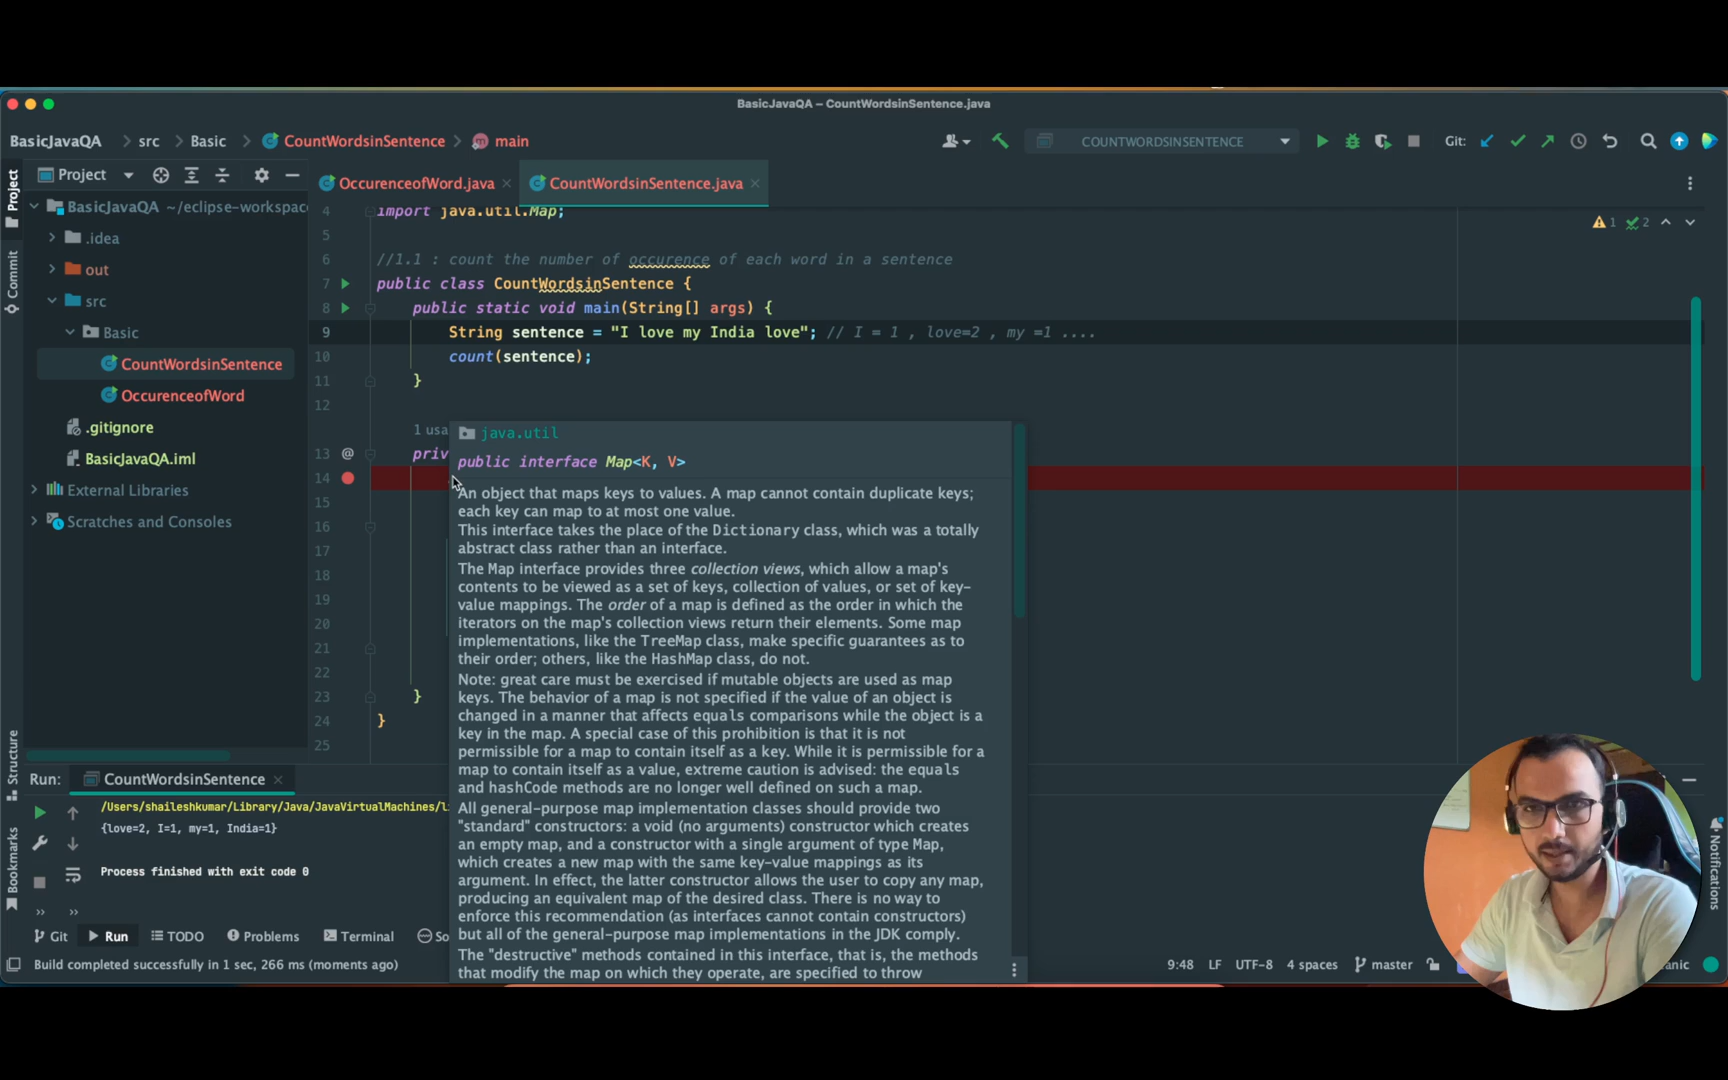 BasicJavaQA – CountWordsinSentence.java
BasicJavaQA > src > Basic > CountWordsinSentence > main
COUNTWORDSINSENTENCE
Git:
Project
OccurenceofWord.java
CountWordsinSentence.java
Project
Commit
Structure
Bookmarks
Notifications
BasicJavaQA ~/eclipse-workspac
.idea
out
src
Basic
CountWordsinSentence
OccurenceofWord
.gitignore
BasicJavaQA.iml
External Libraries
Scratches and Consoles
1 2
4 import java.util.Map;
5
6 //1.1 : count the number of occurence of each word in a sentence
7 public class CountWordsinSentence {
8 public static void main(String[] args) {
9 String sentence = "I love my India love"; // I = 1 , love=2 , my =1 ....
10 count(sentence);
11 }
12
1 usa
13 @ priv
14
15
16
17
18
19
20
21
22
23 }
24 }
25
java.util
public interface Map<K, V>
An object that maps keys to values. A map cannot contain duplicate keys;
each key can map to at most one value.
This interface takes the place of the Dictionary class, which was a totally
abstract class rather than an interface.
The Map interface provides three collection views, which allow a map's
contents to be viewed as a set of keys, collection of values, or set of key-
value mappings. The order of a map is defined as the order in which the
iterators on the map's collection views return their elements. Some map
implementations, like the TreeMap class, make specific guarantees as to
their order; others, like the HashMap class, do not.
Note: great care must be exercised if mutable objects are used as map
keys. The behavior of a map is not specified if the value of an object is
changed in a manner that affects equals comparisons while the object is a
key in the map. A special case of this prohibition is that it is not
permissible for a map to contain itself as a key. While it is permissible for a
map to contain itself as a value, extreme caution is advised: the equals
and hashCode methods are no longer well defined on such a map.
All general-purpose map implementation classes should provide two
"standard" constructors: a void (no arguments) constructor which creates
an empty map, and a constructor with a single argument of type Map,
which creates a new map with the same key-value mappings as its
argument. In effect, the latter constructor allows the user to copy any map,
producing an equivalent map of the desired class. There is no way to
enforce this recommendation (as interfaces cannot contain constructors)
but all of the general-purpose map implementations in the JDK comply.
The "destructive" methods contained in this interface, that is, the methods
that modify the map on which they operate, are specified to throw
Run: CountWordsinSentence
/Users/shaileshkumar/Library/Java/JavaVirtualMachines/l
{love=2, I=1, my=1, India=1}
Process finished with exit code 0
Git Run TODO Problems Terminal So
Build completed successfully in 1 sec, 266 ms (moments ago)
9:48 LF UTF-8 4 spaces master anic